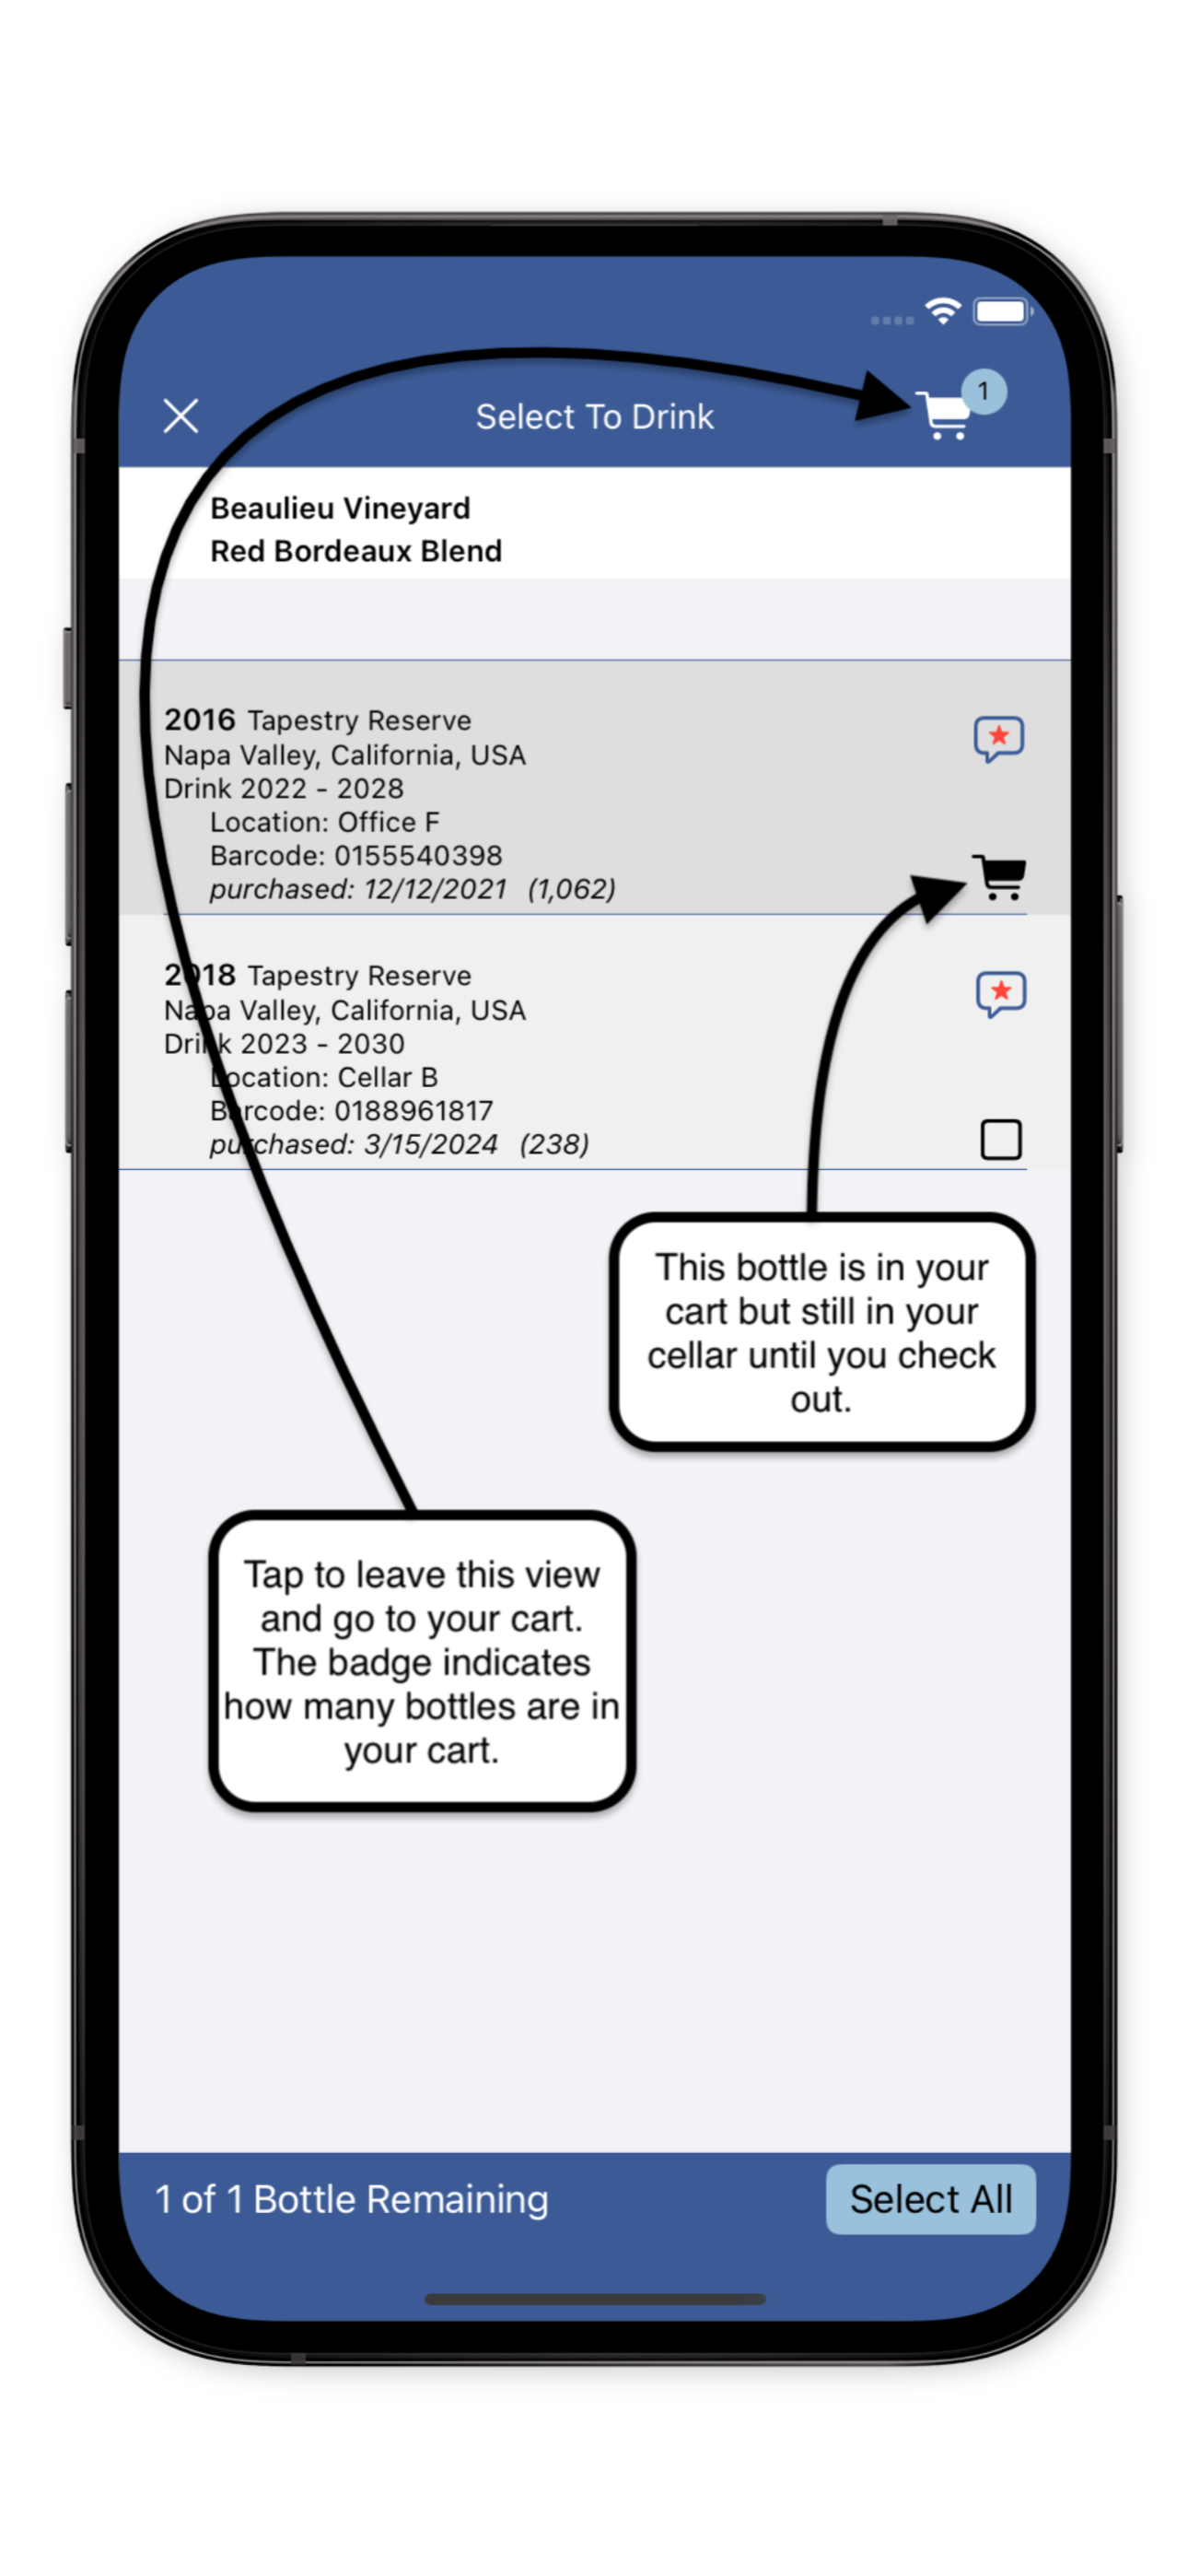 1
Select To Drink
Beaulieu Vineyard
Red Bordeaux Blend
2016 Tapestry Reserve
Napa Valley, California, USA
Drink 2022 - 2028
Location: Office F
Barcode: 0155540398
purchased: 12/12/2021 (1,062)
2018 Tapestry Reserve
Napa Valley, California, USA
Drink 2023 - 2030
Location: Cellar B
Barcode: 0188961817
purchased: 3/15/2024 (238)
This bottle is in your
cart but still in your
cellar until you check
out.
Tap to leave this view
and go to your cart.
The badge indicates
how many bottles are in
your cart.
1 of 1 Bottle Remaining
Select All